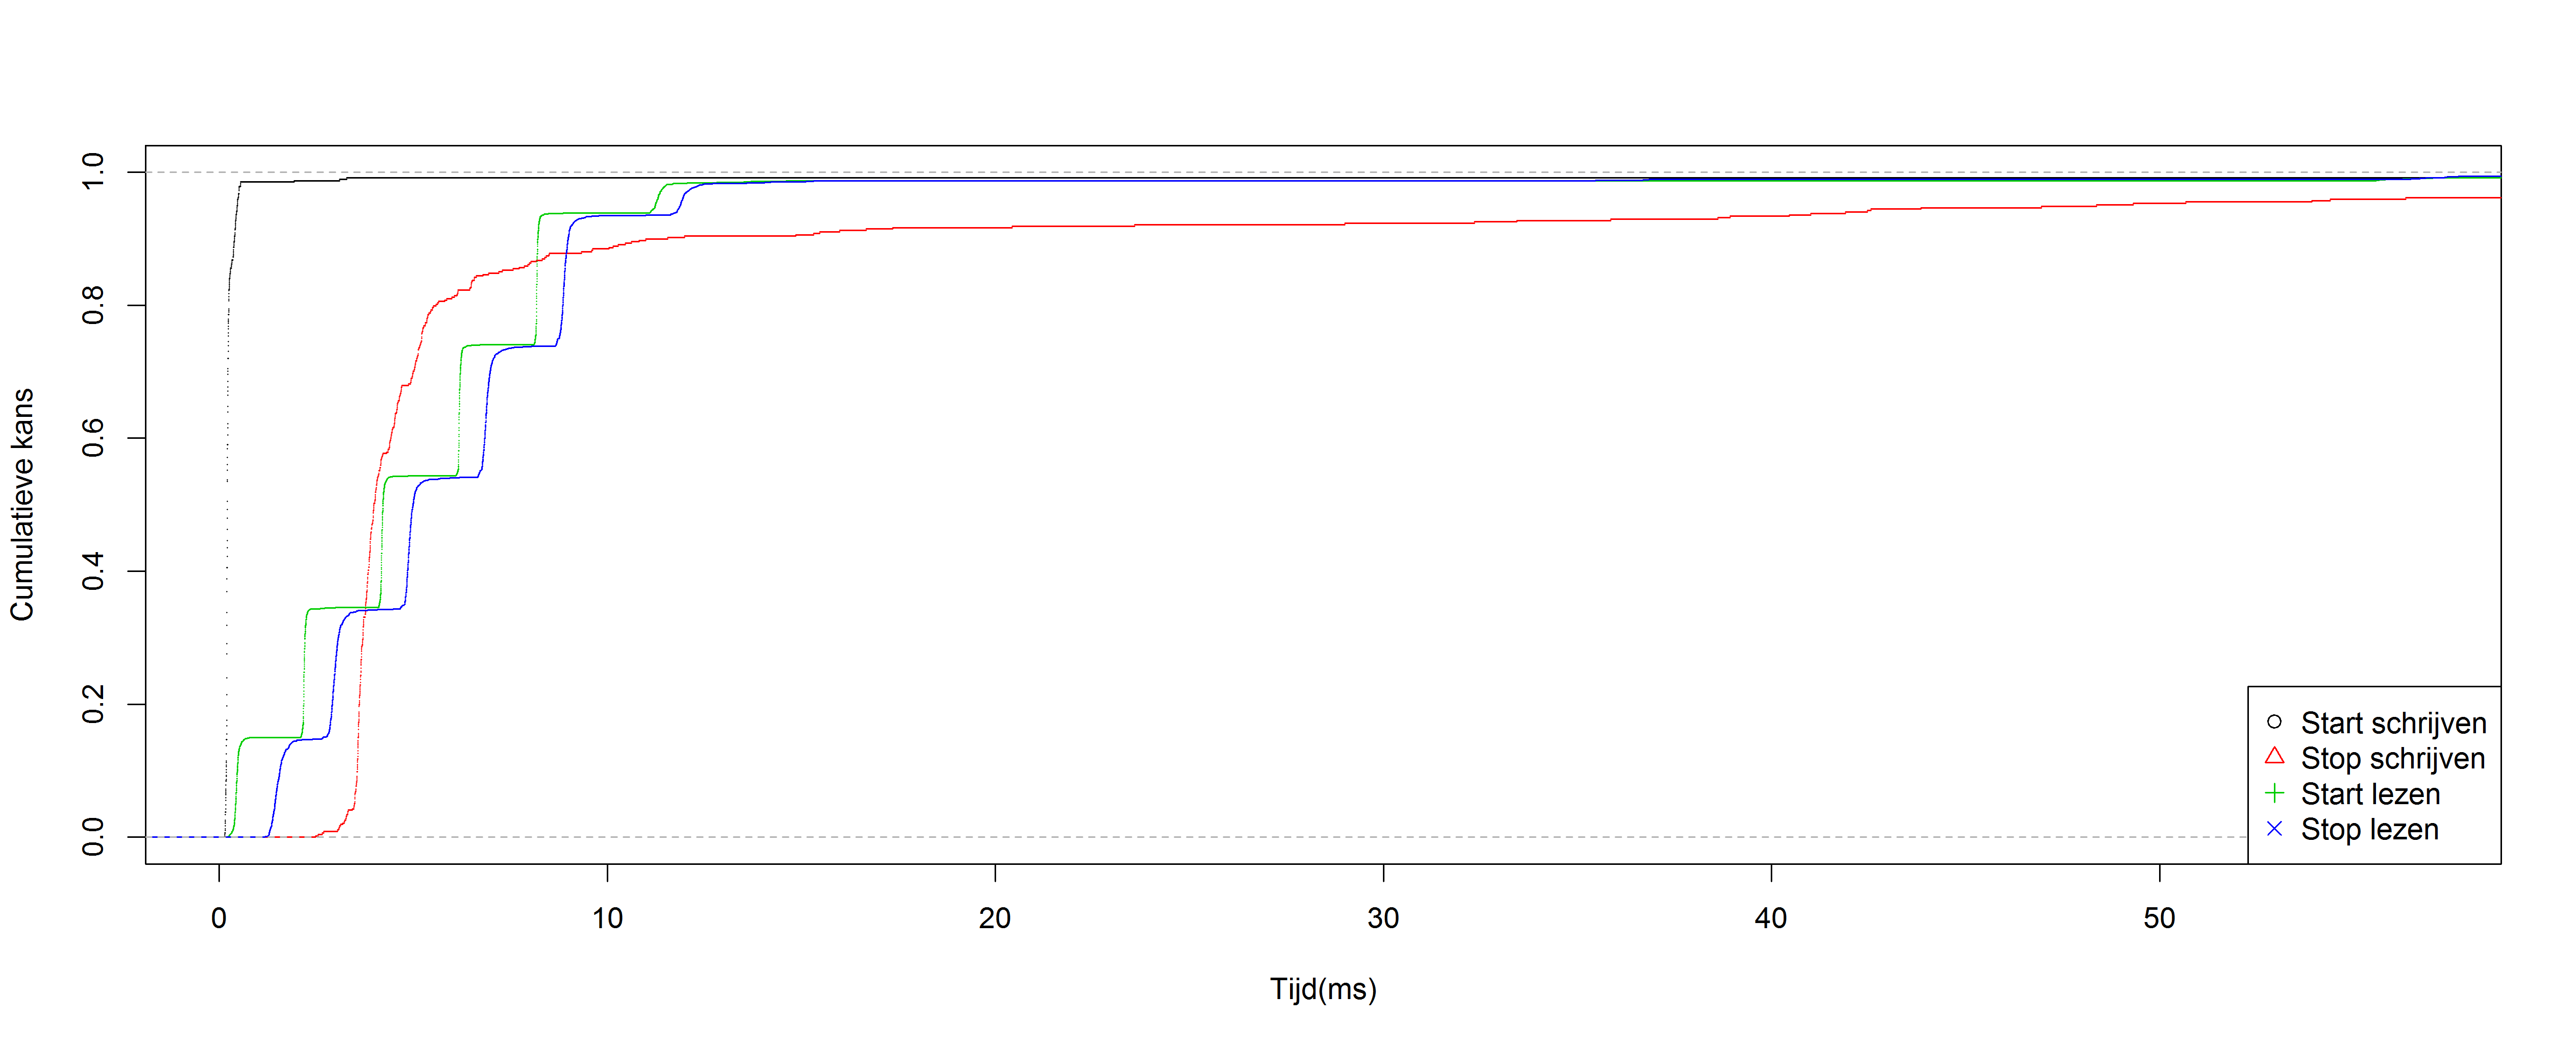 Cumulatieve kans
1.0
0.8
0.6
0.4
0.2
0.0
Start schrijven
Stop schrijven
Start lezen
Stop lezen
0 10 20 30 40 50
Tijd(ms)